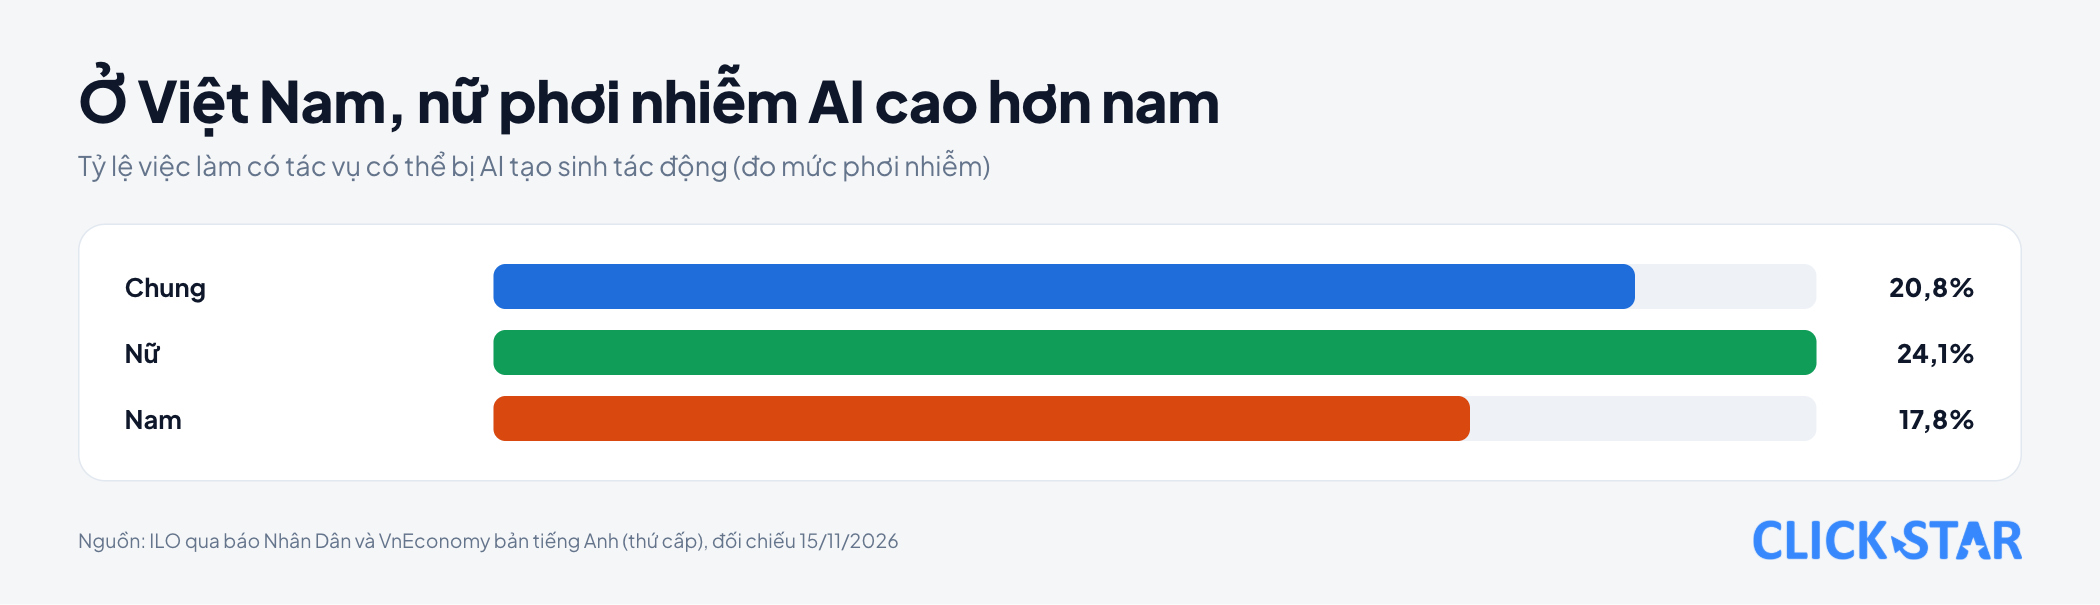 Ở Việt Nam, nữ phơi nhiễm AI cao hơn nam
Tỷ lệ việc làm có tác vụ có thể bị AI tạo sinh tác động (đo mức phơi nhiễm)
Chung 20,8%
Nữ 24,1%
Nam 17,8%
Nguồn: ILO qua báo Nhân Dân và VnEconomy bản tiếng Anh (thứ cấp), đối chiếu 15/11/2026
CLICK STAR